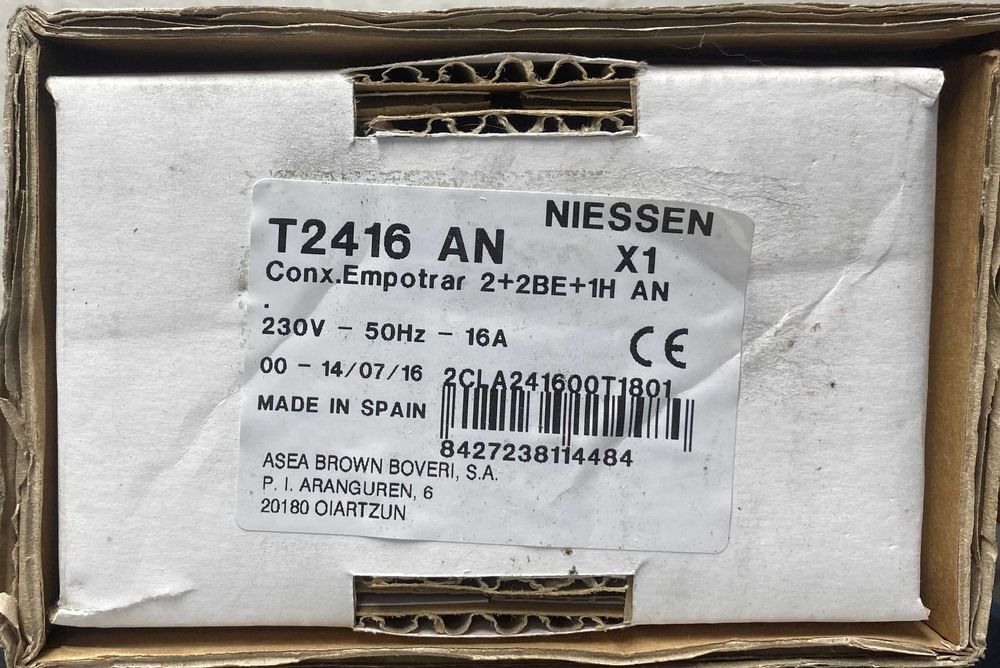 NIESSEN
T2416 AN X1
Conx.Empotrar 2+2BE+1H AN
.
230V - 50Hz - 16A
CE
00 - 14/07/16 2CLA241600T1801
MADE IN SPAIN
8427238114484
ASEA BROWN BOVERI, S.A.
P. I. ARANGUREN, 6
20180 OIARTZUN